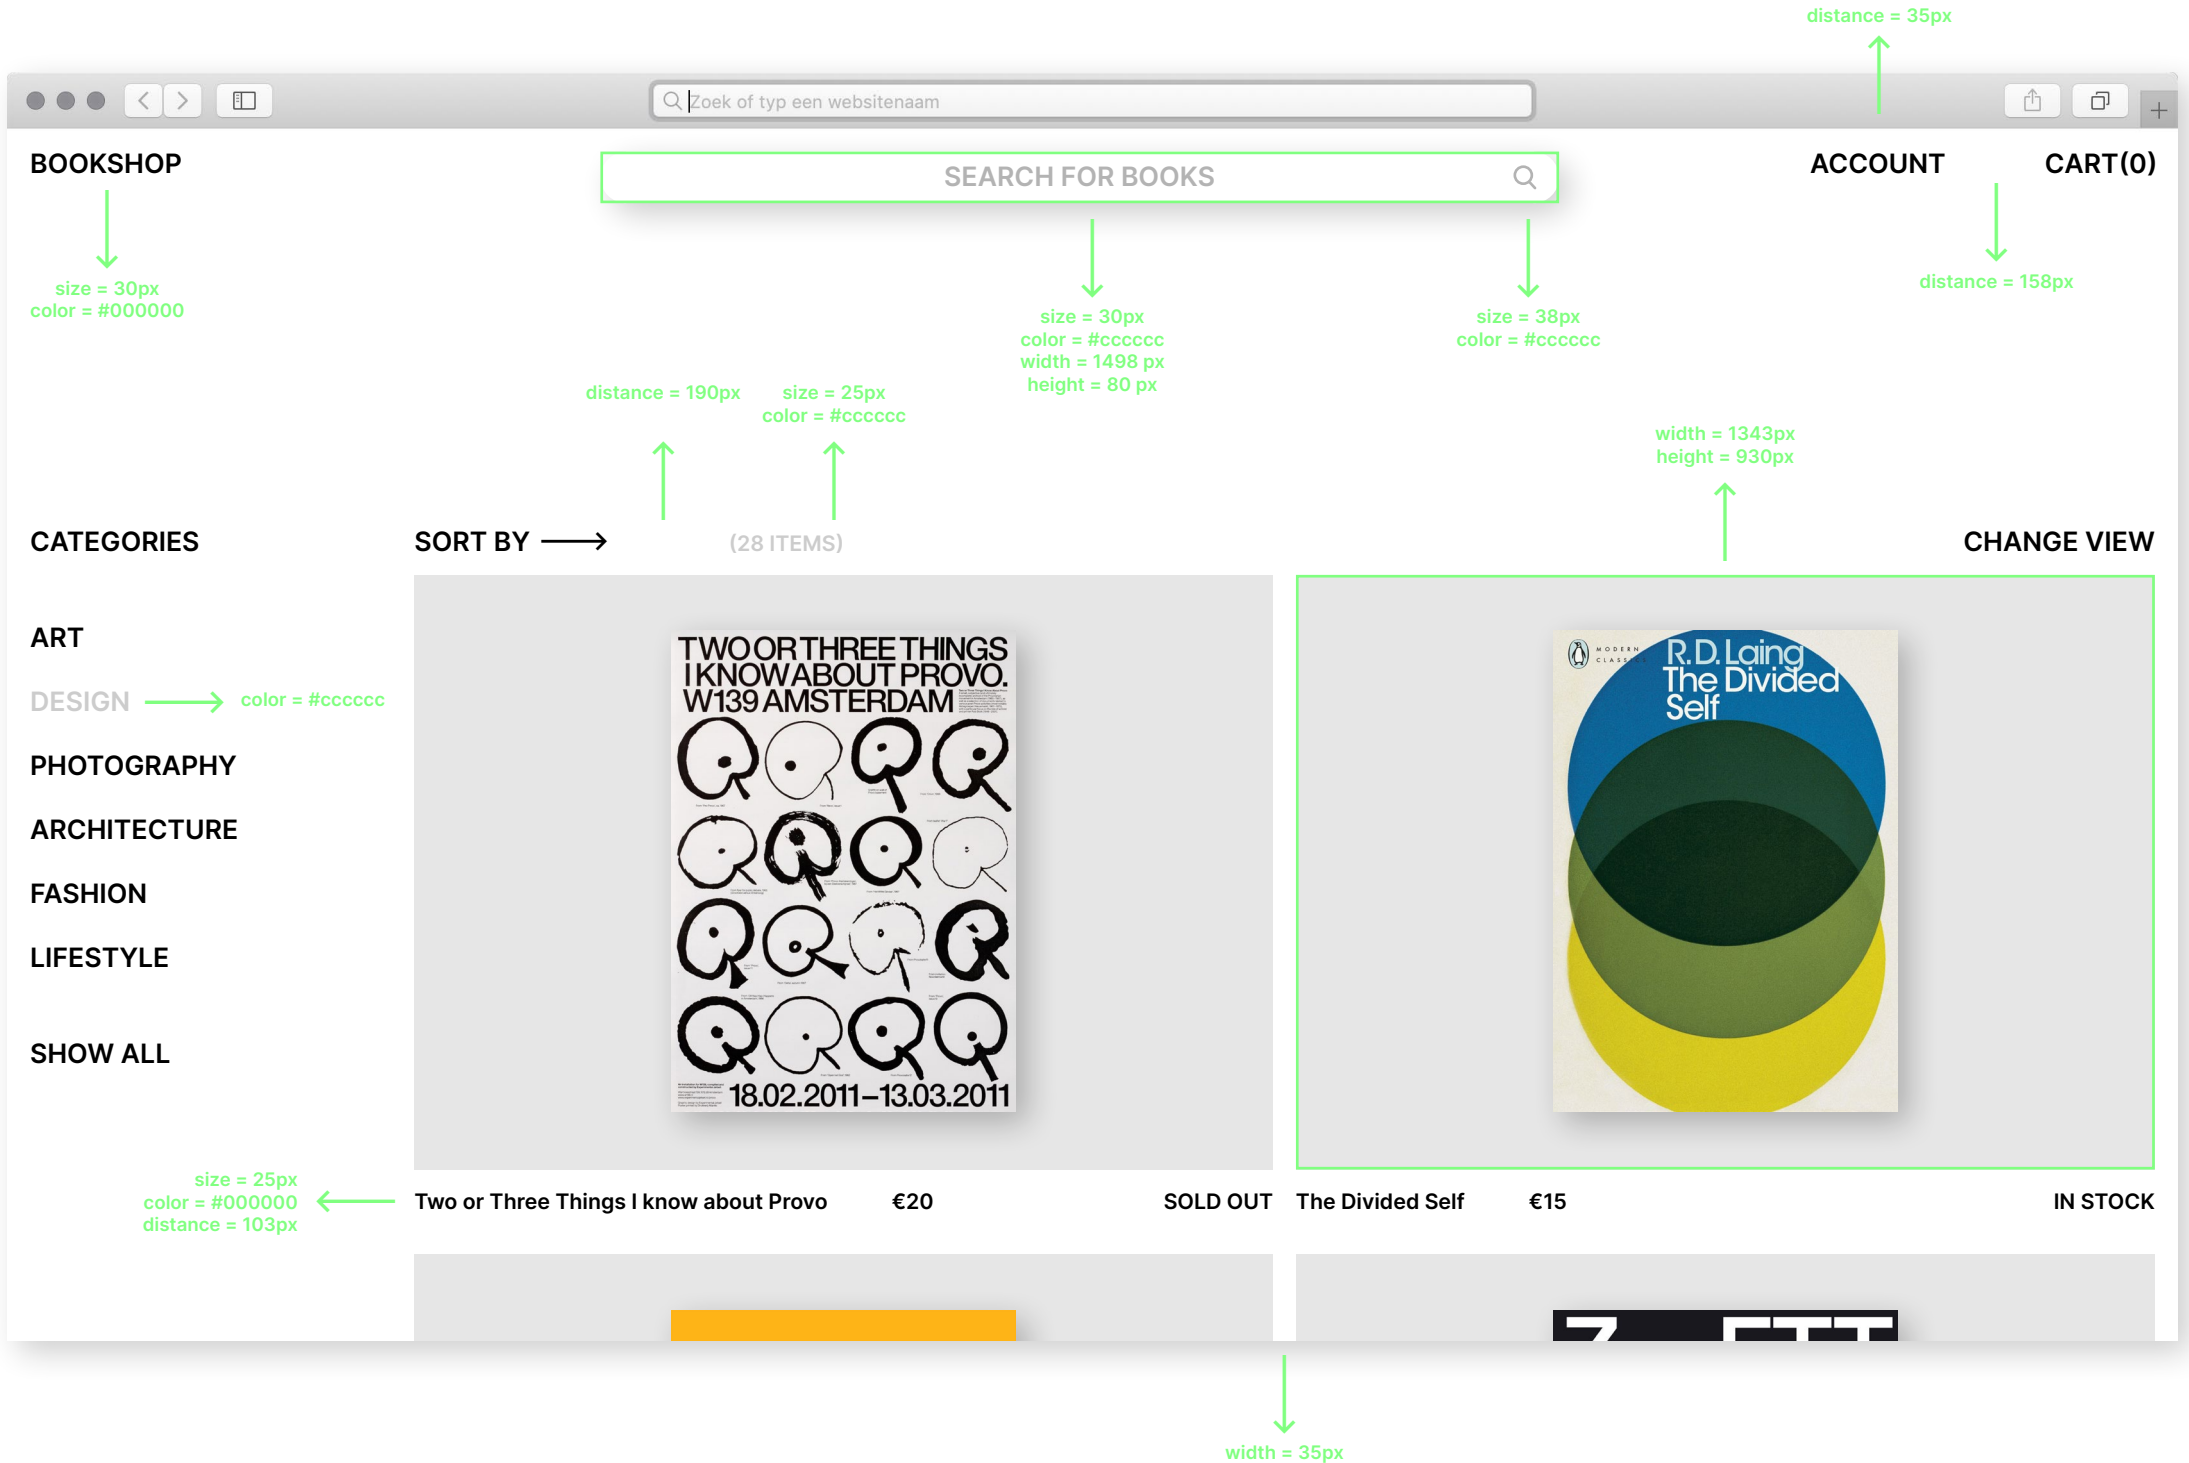 distance = 35px
Zoek of typ een websitenaam
BOOKSHOP
SEARCH FOR BOOKS
ACCOUNT
CART(0)
size = 30px
color = #000000
distance = 158px
size = 30px
color = #cccccc
width = 1498 px
height = 80 px
size = 38px
color = #cccccc
distance = 190px
size = 25px
color = #cccccc
width = 1343px
height = 930px
CATEGORIES
SORT BY
(28 ITEMS)
CHANGE VIEW
ART
DESIGN
color = #cccccc
PHOTOGRAPHY
ARCHITECTURE
FASHION
LIFESTYLE
SHOW ALL
TWO OR THREE THINGS
I KNOW ABOUT PROVO.
W139 AMSTERDAM
18.02.2011–13.03.2011
MODERN
CLASSICS
R.D. Laing
The Divided
Self
size = 25px
color = #000000
distance = 103px
Two or Three Things I know about Provo
€20
SOLD OUT
The Divided Self
€15
IN STOCK
width = 35px